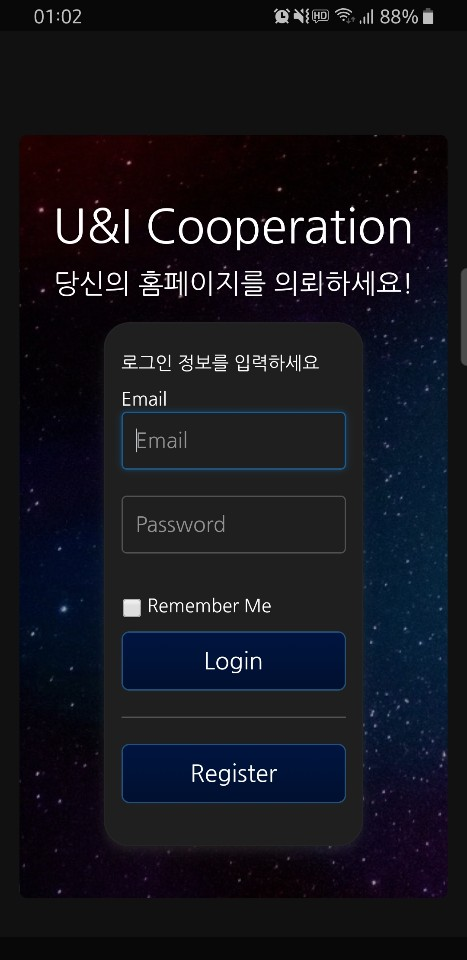 01:02 HD 88%
U&I Cooperation
당신의 홈페이지를 의뢰하세요!
로그인 정보를 입력하세요
Email
Email
Password
Remember Me
Login
Register